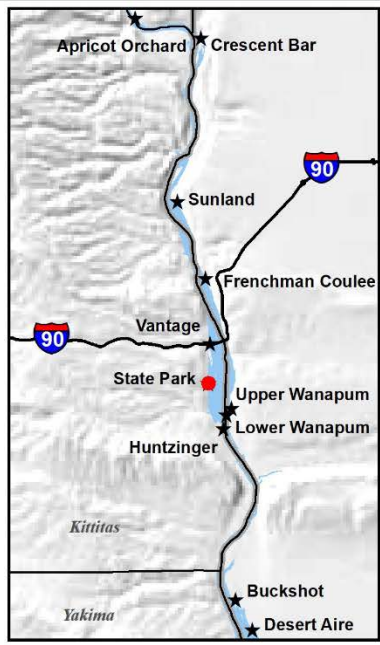 Apricot Orchard
Crescent Bar
90
Sunland
Frenchman Coulee
Vantage
90
State Park
Upper Wanapum
Lower Wanapum
Huntzinger
Kittitas
Buckshot
Yakima
Desert Aire